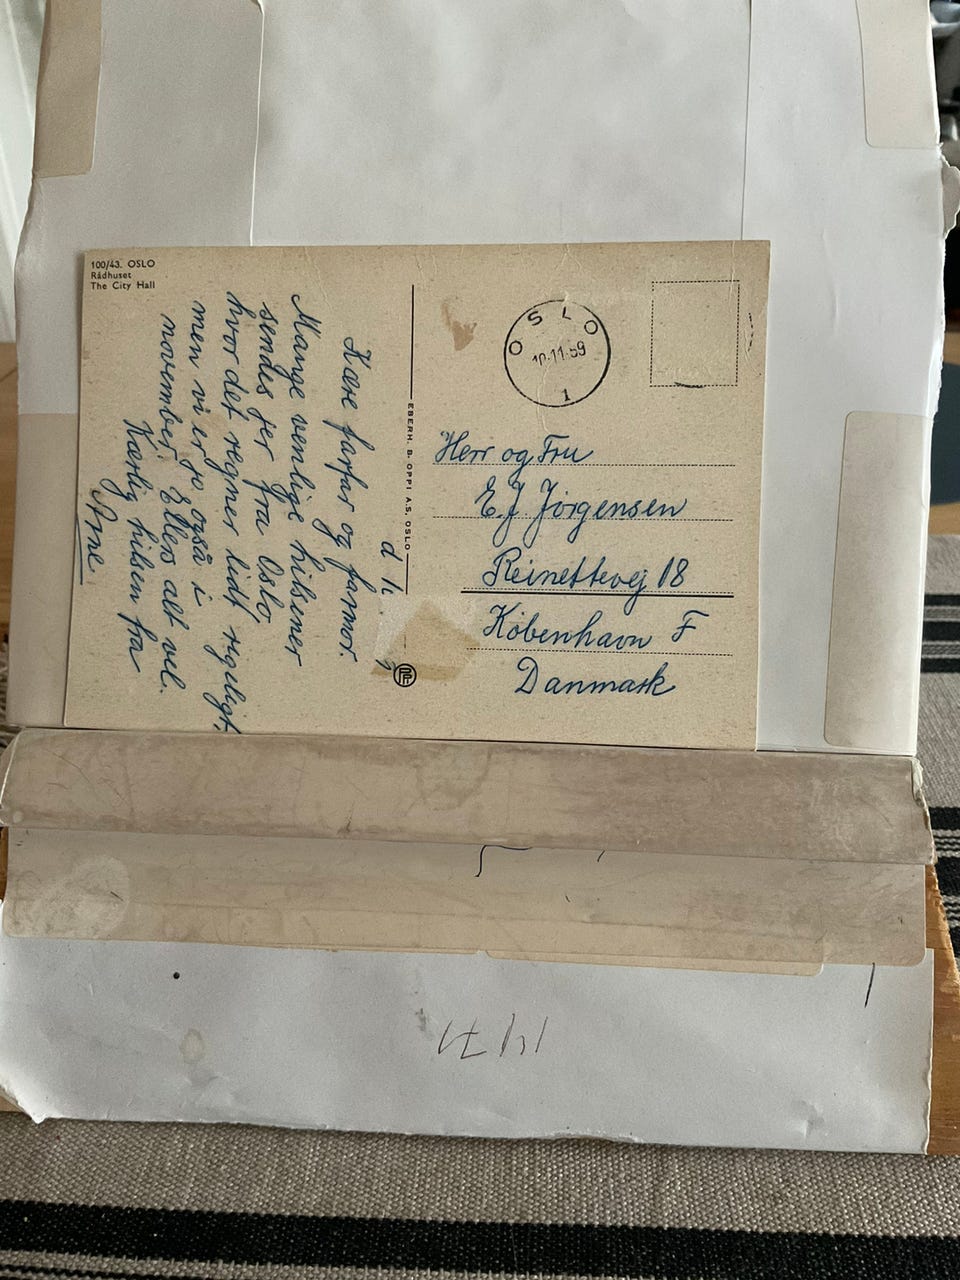 100/43. OSLO
Rådhuset
The City Hall
d
Kære farfar og farmor.
Mange venlige hilsener
sendes her fra Oslo,
hvor det regner lidt rigeligt,
men vi er jo også i
november. Ellers alt vel.
Kærlig hilsen fra
Arne
EBERH. B. OPPI A.S. OSLO
OSLO
10.11.59
1
Herr og Fru
E.J Jørgensen
Reinettevej 18
København F
Danmark